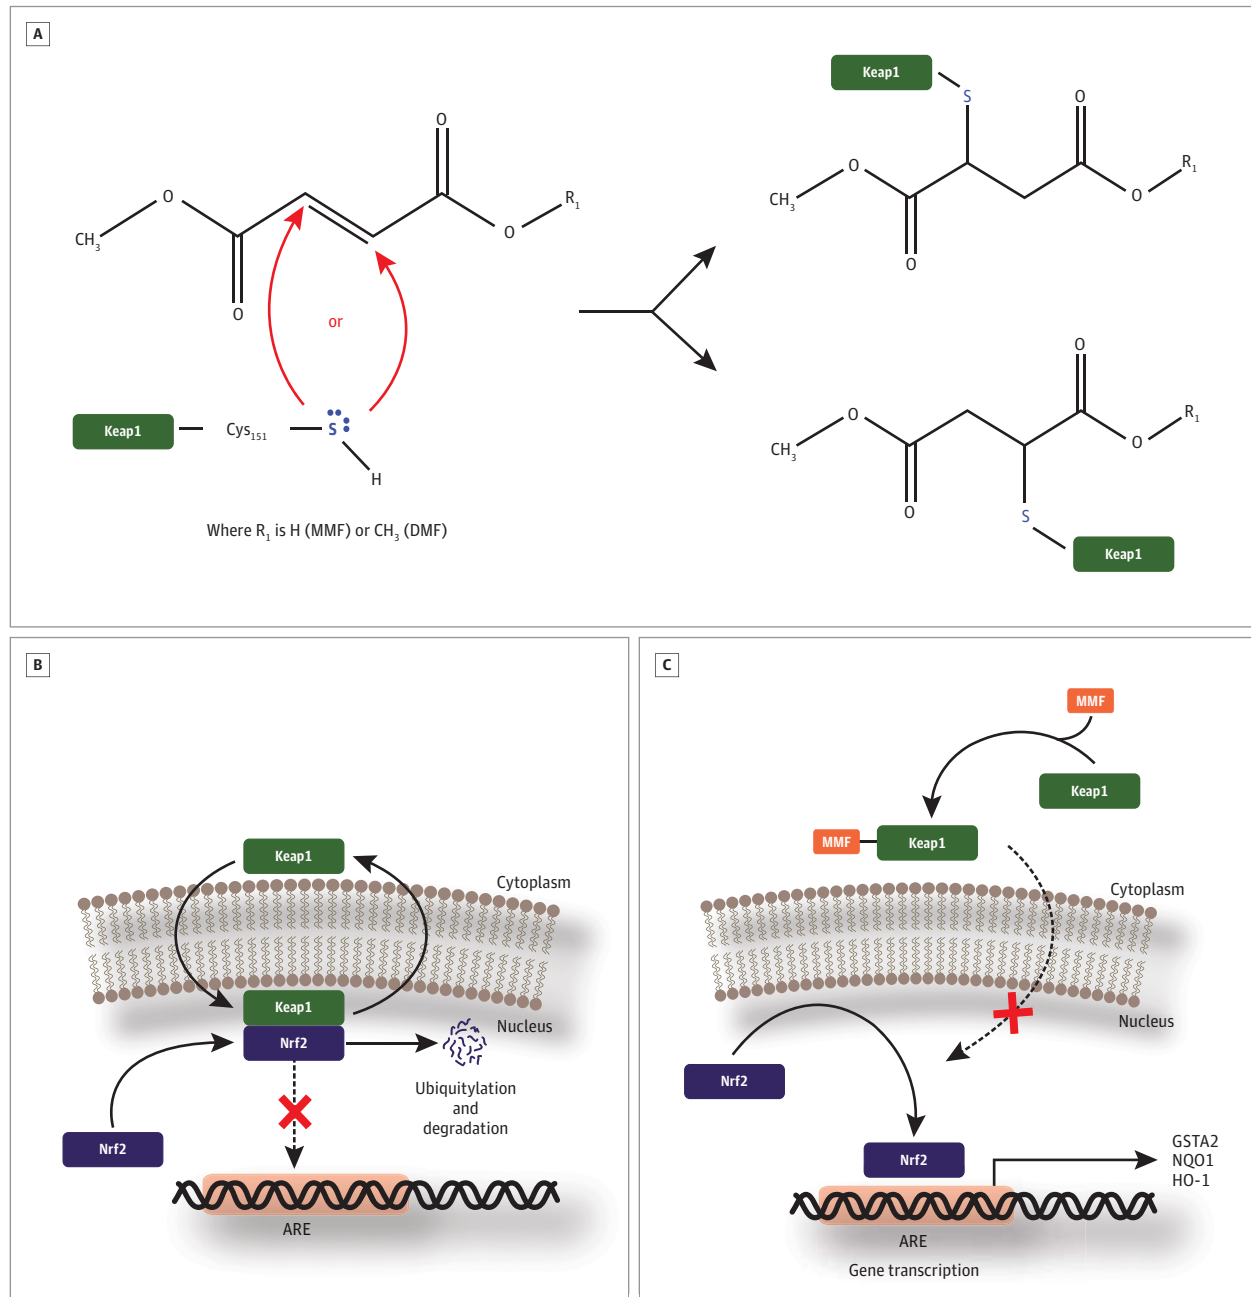 A
O
O
CH3
O
O
R1
or
Keap1
Cys151
S
H
Where R1 is H (MMF) or CH3 (DMF)
Keap1
S
O
O
CH3
O
O
R1
O
O
CH3
O
O
R1
S
Keap1
B
Keap1
Cytoplasm
Keap1
Nucleus
Nrf2
Ubiquitylation
and
degradation
Nrf2
ARE
C
MMF
Keap1
MMF
Keap1
Cytoplasm
Nucleus
Nrf2
Nrf2
GSTA2
NQO1
HO-1
ARE
Gene transcription